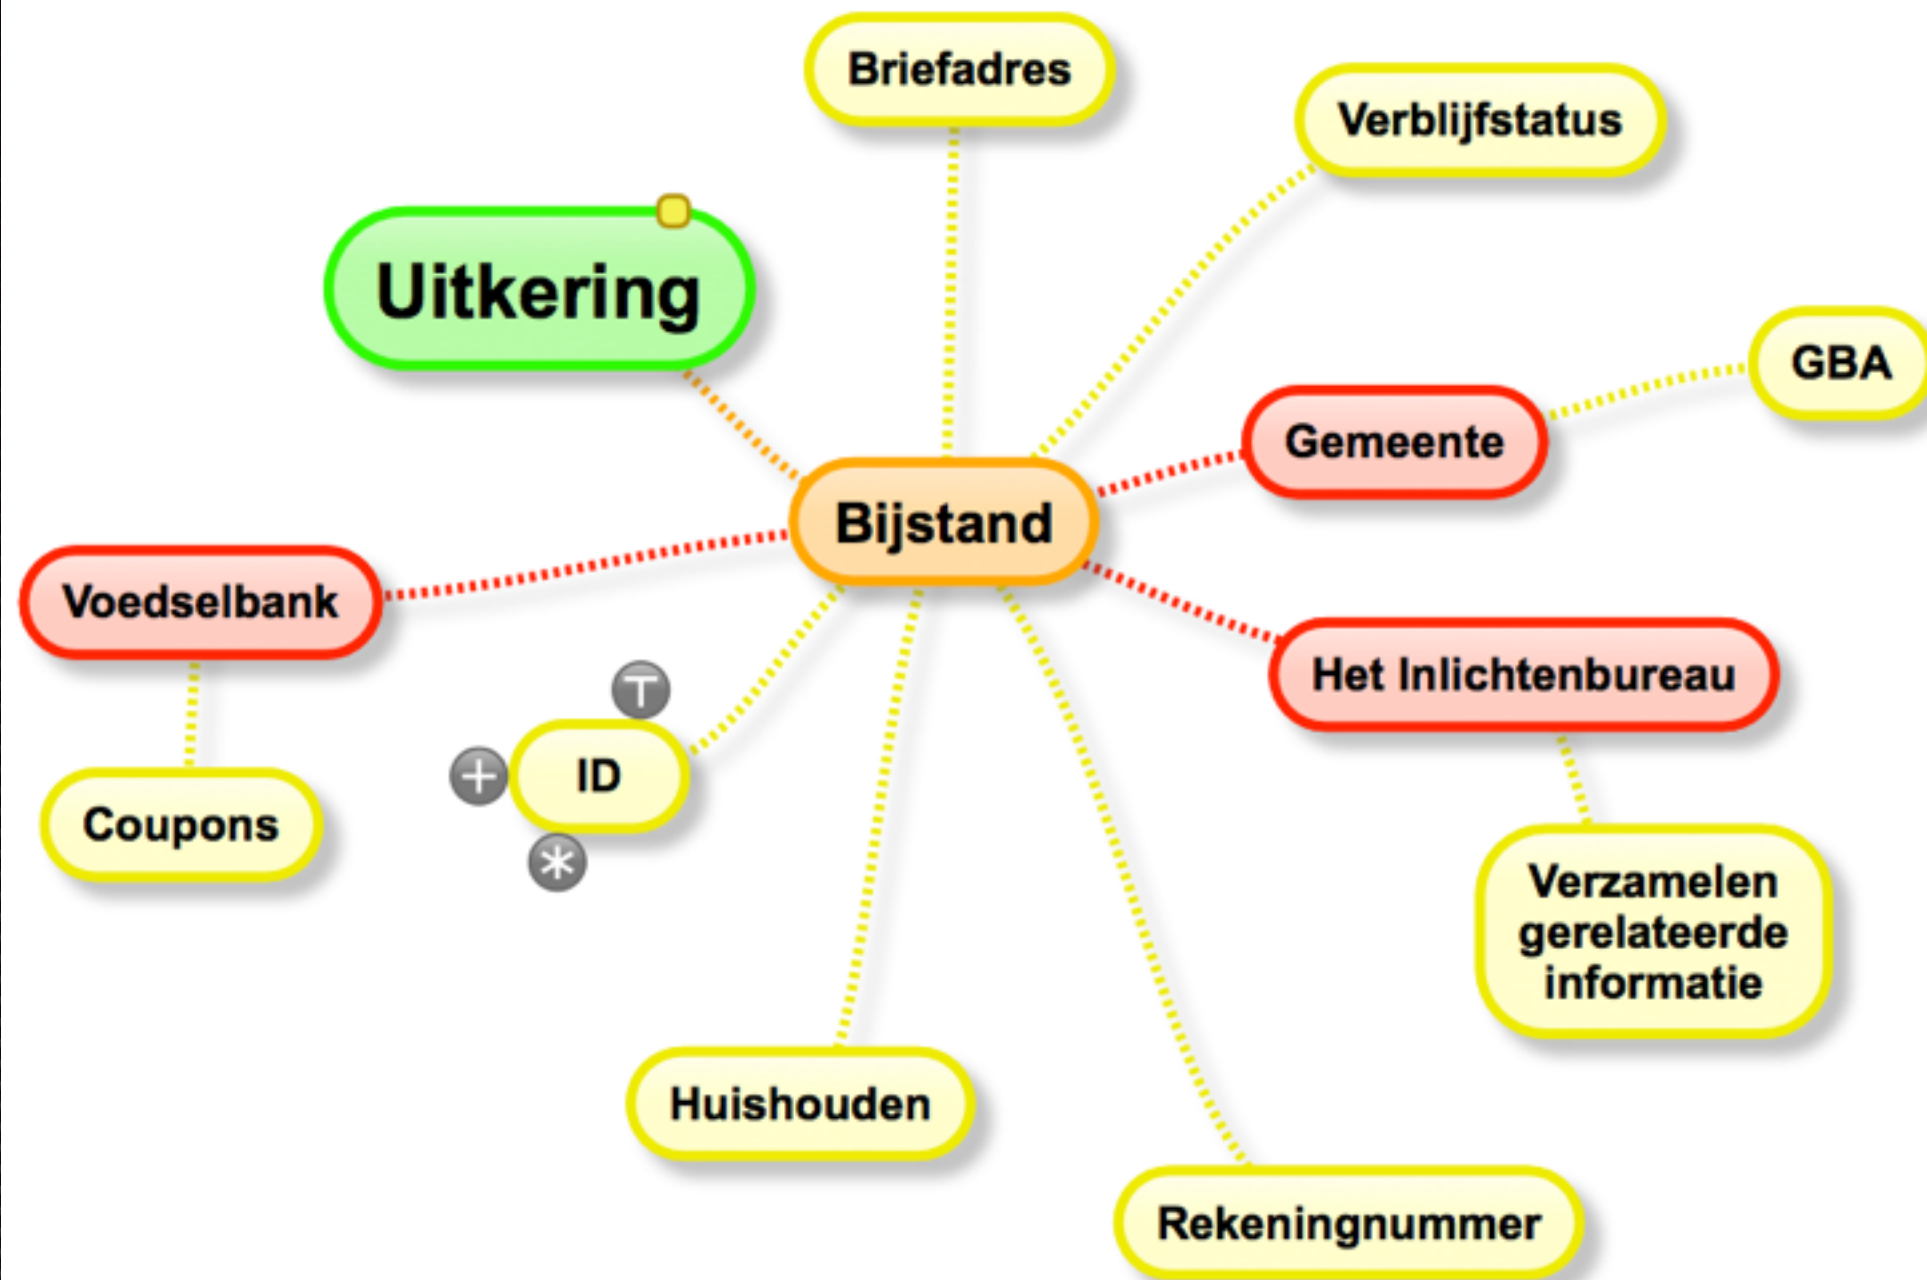 Briefadres
Verblijfstatus
Uitkering
GBA
Gemeente
Bijstand
Voedselbank
Het Inlichtenbureau
T
+
ID
*
Coupons
Verzamelen
gerelateerde
informatie
Huishouden
Rekeningnummer